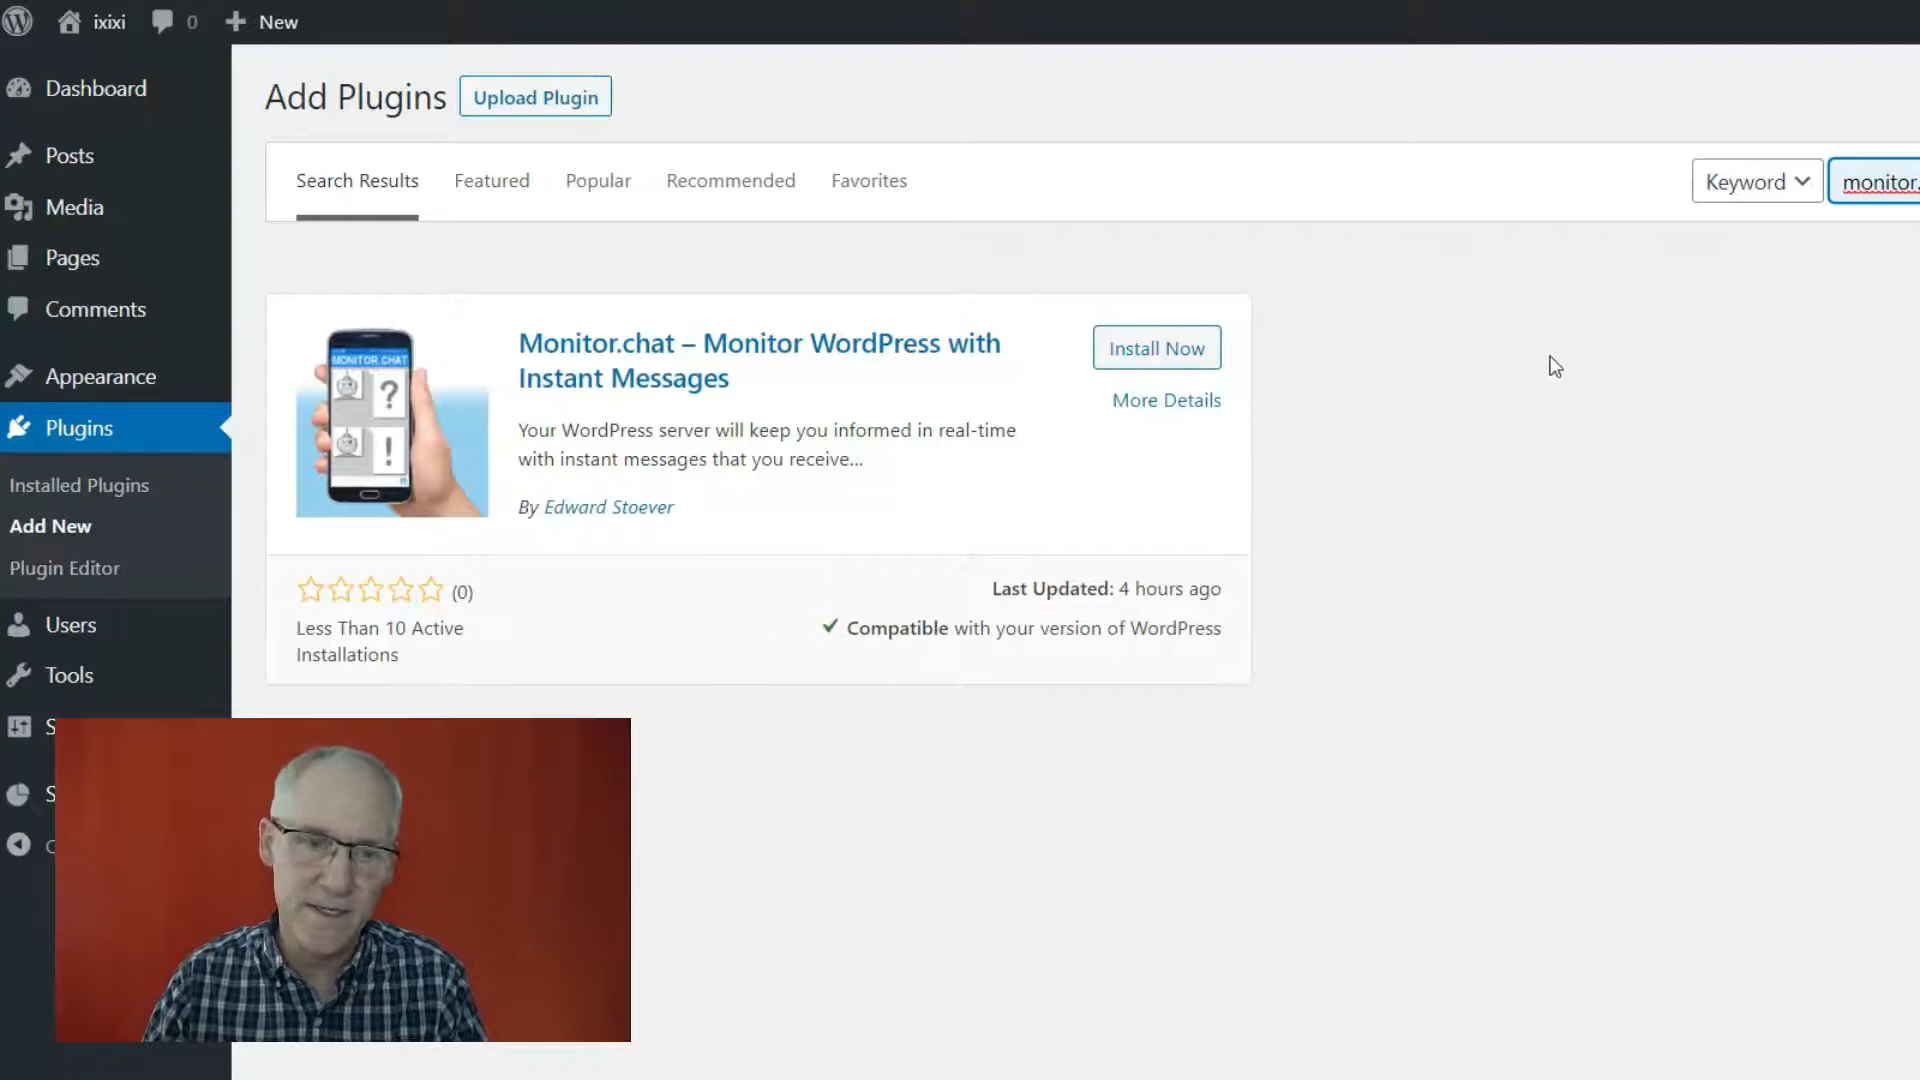 ixixi 0 New
Dashboard
Posts
Media
Pages
Comments
Appearance
Plugins
Installed Plugins
Add New
Plugin Editor
Users
Tools
S
S
C
Add Plugins Upload Plugin
Search Results Featured Popular Recommended Favorites Keyword monitor.
MONITOR.CHAT
?
!
Monitor.chat – Monitor WordPress with
Instant Messages
Install Now
More Details
Your WordPress server will keep you informed in real-time
with instant messages that you receive...
By Edward Stoever
(0)
Less Than 10 Active
Installations
Last Updated: 4 hours ago
Compatible with your version of WordPress